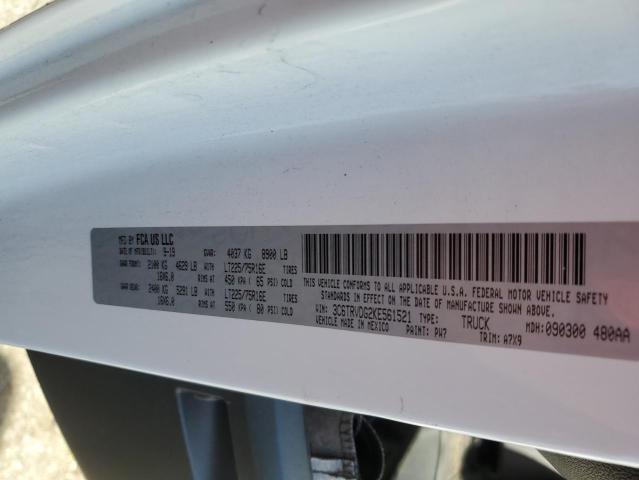 MFD BY FCA US LLC
DATE OF MFR(BUILT): 9-19 GVWR: 4037 KG 8900 LB
GAWR FRONT: 2100 KG 4629 LB WITH LT225/75R16E TIRES
16X6.0 RIMS AT 450 KPA ( 65 PSI) COLD
GAWR REAR: 2400 KG 5291 LB WITH LT225/75R16E TIRES
16X6.0 RIMS AT 550 KPA ( 80 PSI) COLD
THIS VEHICLE CONFORMS TO ALL APPLICABLE U.S.A. FEDERAL MOTOR VEHICLE SAFETY
STANDARDS IN EFFECT ON THE DATE OF MANUFACTURE SHOWN ABOVE.
VIN: 3C6TRVDG2KE561521 TYPE: TRUCK MDH: 090300 480AA
MADE IN MEXICO PAINT: PW7 TRIM: A7X9